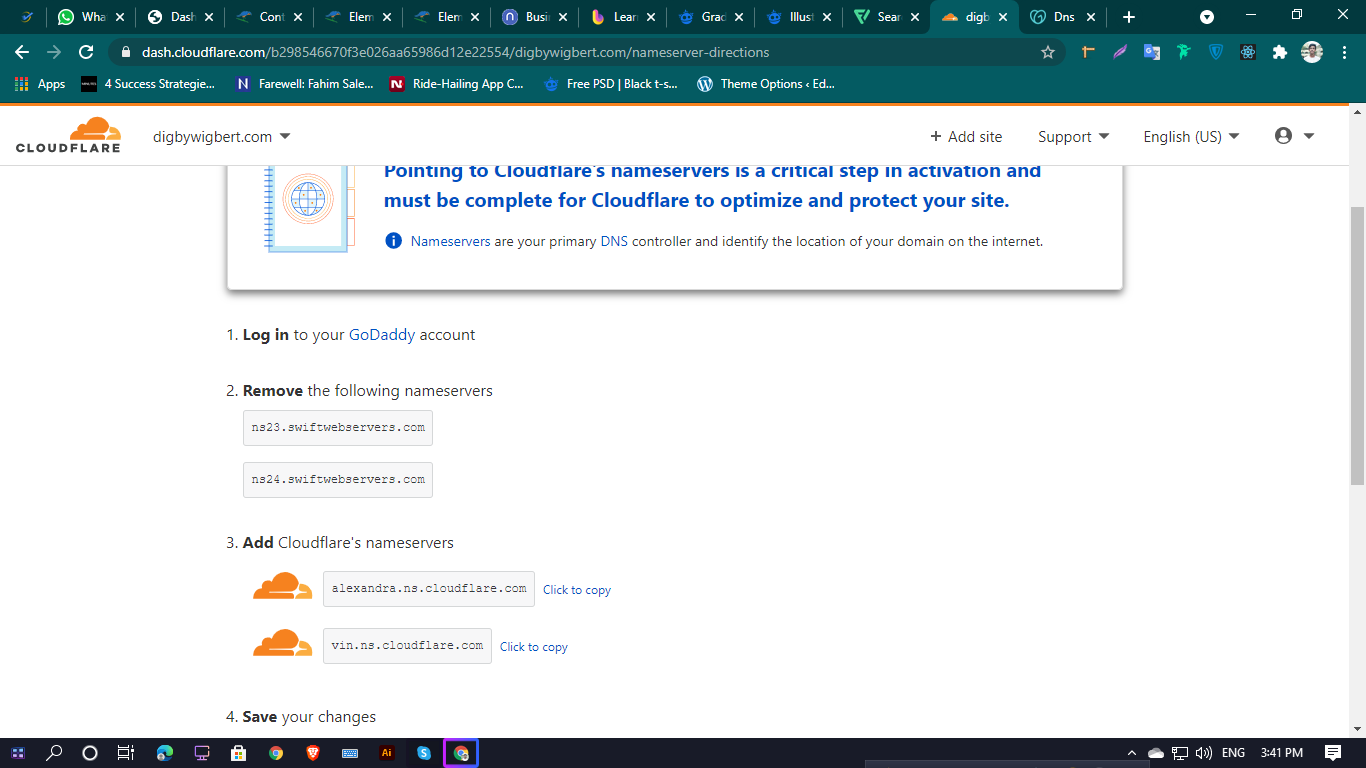 Wha
Dash
Cont
Elem
Elem
Busi
Lear
Grac
Illust
Sear
digb
Dns
dash.cloudflare.com/b298546670f3e026aa65986d12e22554/digbywigbert.com/nameserver-directions
Apps
4 Success Strategie...
Farewell: Fahim Sale...
Ride-Hailing App C...
Free PSD | Black t-s...
Theme Options ‹ Ed...
CLOUDFLARE
digbywigbert.com
+ Add site
Support
English (US)
Pointing to Cloudflare's nameservers is a critical step in activation and
must be complete for Cloudflare to optimize and protect your site.
Nameservers are your primary DNS controller and identify the location of your domain on the internet.
1. Log in to your GoDaddy account
2. Remove the following nameservers
ns23.swiftwebservers.com
ns24.swiftwebservers.com
3. Add Cloudflare's nameservers
alexandra.ns.cloudflare.com Click to copy
vin.ns.cloudflare.com Click to copy
4. Save your changes
Ai
ENG
3:41 PM